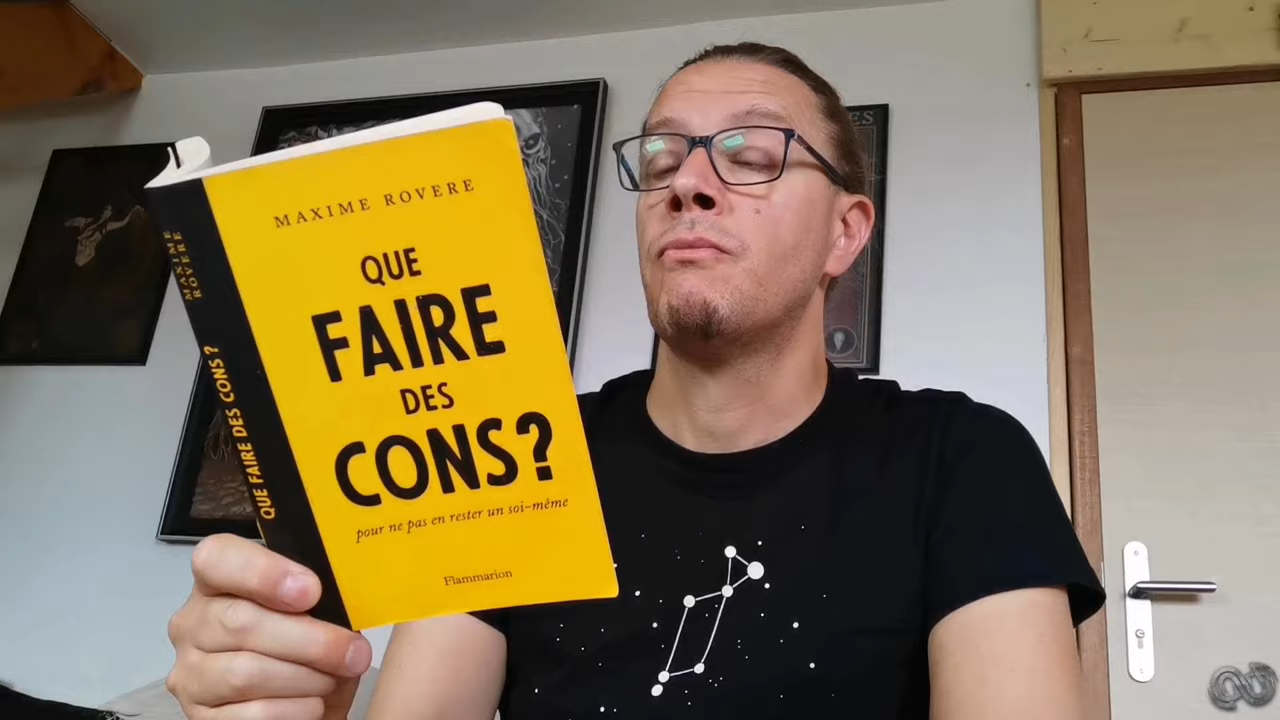 MAXIME ROVERE
QUE
FAIRE
DES
CONS?
pour ne pas en rester un soi-même
Flammarion
MAXIME
ROVERE
QUE FAIRE DES CONS?
ES